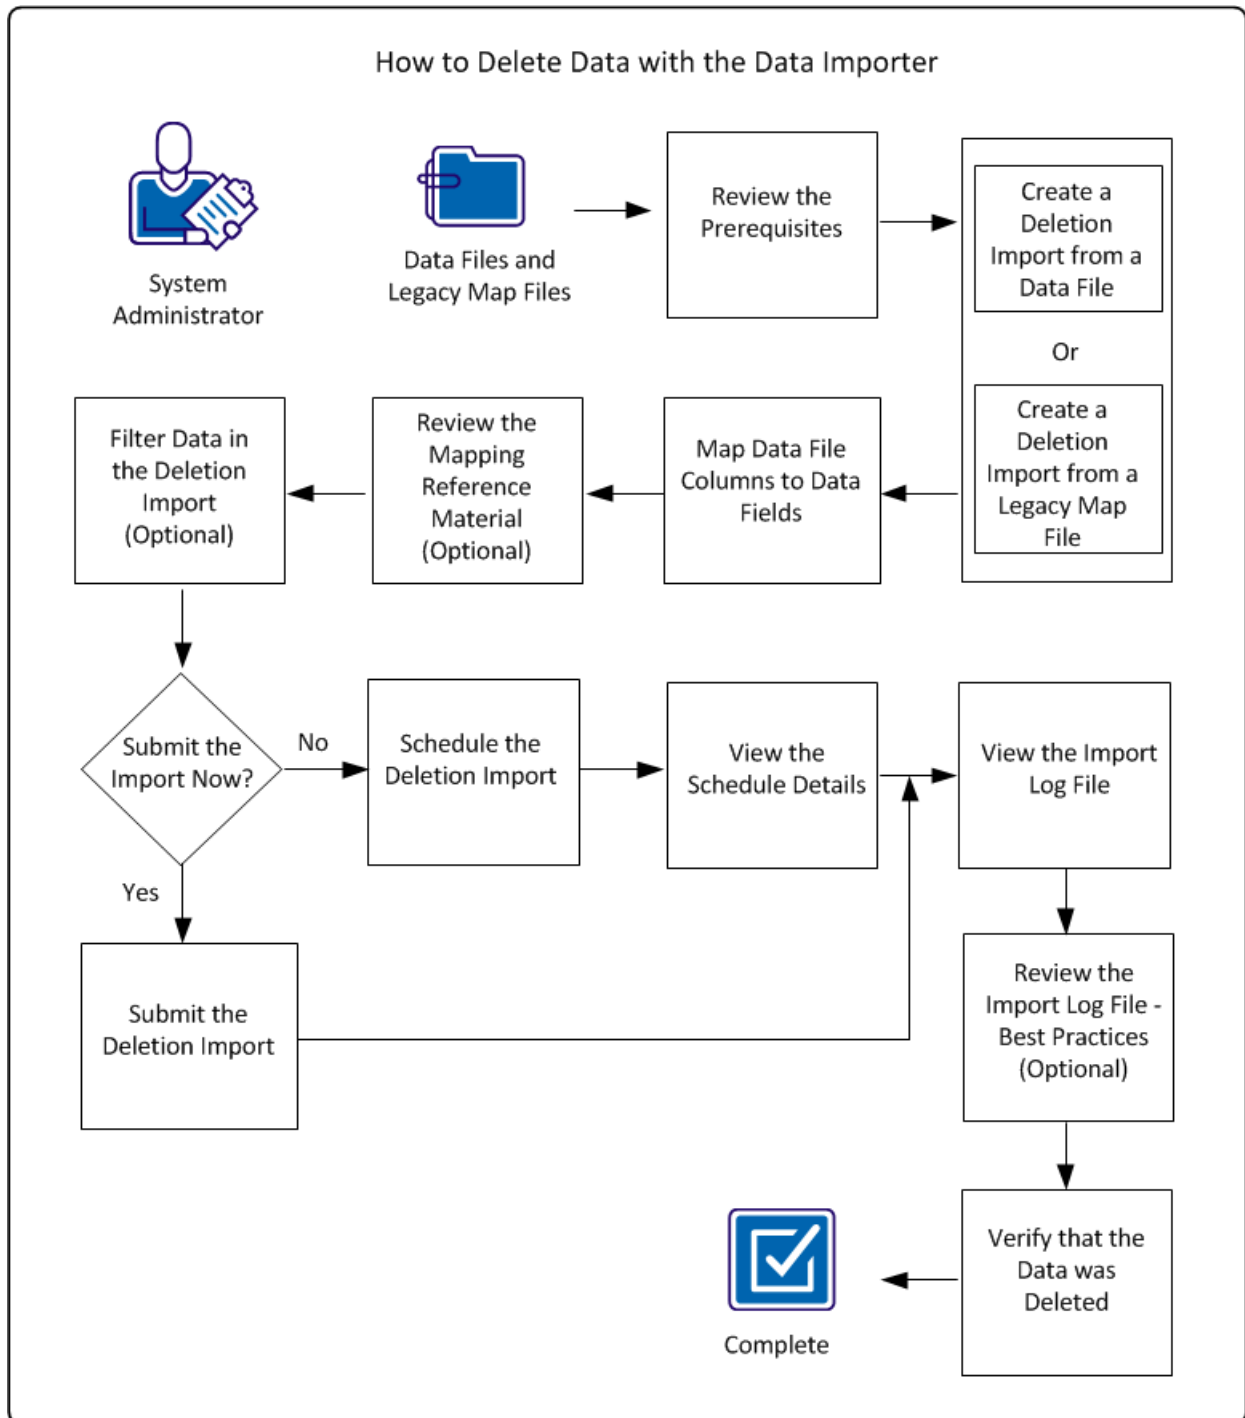 How to Delete Data with the Data Importer
System
Administrator
Data Files and
Legacy Map Files
Review the
Prerequisites
Create a
Deletion
Import from a
Data File
Or
Create a
Deletion
Import from a
Legacy Map
File
Map Data File
Columns to Data
Fields
Review the
Mapping
Reference
Material
(Optional)
Filter Data in
the Deletion
Import
(Optional)
Submit the
Import Now?
No
Schedule the
Deletion Import
View the
Schedule Details
View the Import
Log File
Yes
Submit the
Deletion Import
Review the
Import Log File -
Best Practices
(Optional)
Verify that the
Data was
Deleted
Complete